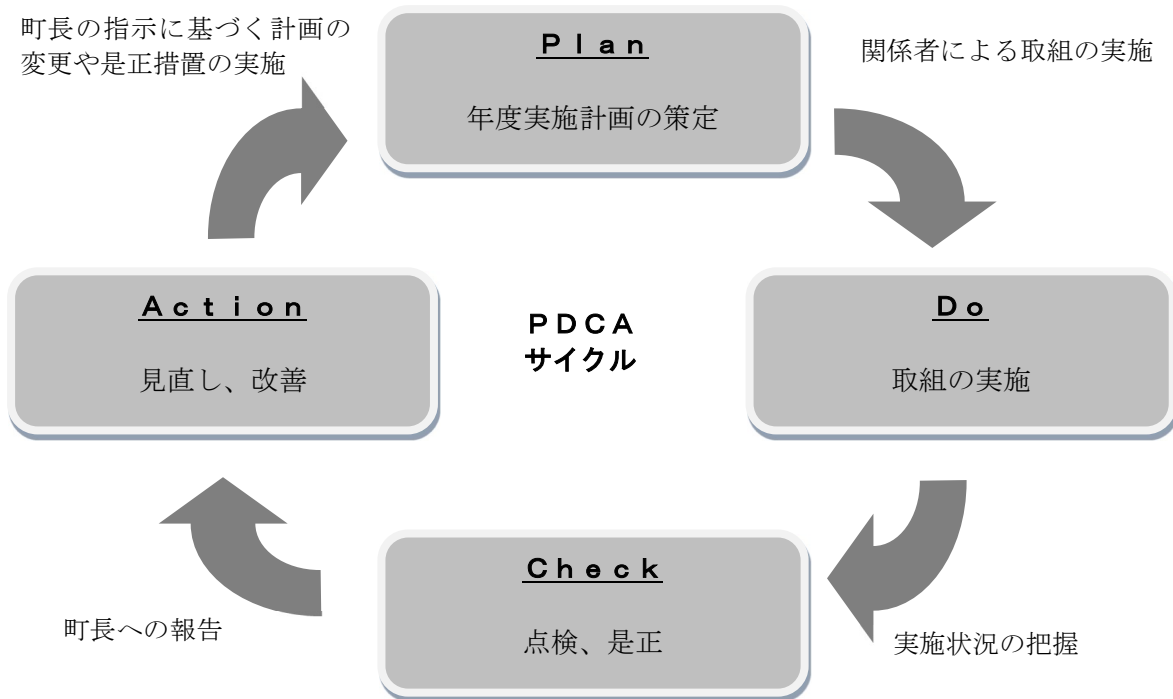 町長の指示に基づく計画の
変更や是正措置の実施
Ｐｌａｎ
年度実施計画の策定
関係者による取組の実施
Ａｃｔｉｏｎ
見直し、改善
ＰＤＣＡ
サイクル
Ｄｏ
取組の実施
町長への報告
Ｃｈｅｃｋ
点検、是正
実施状況の把握